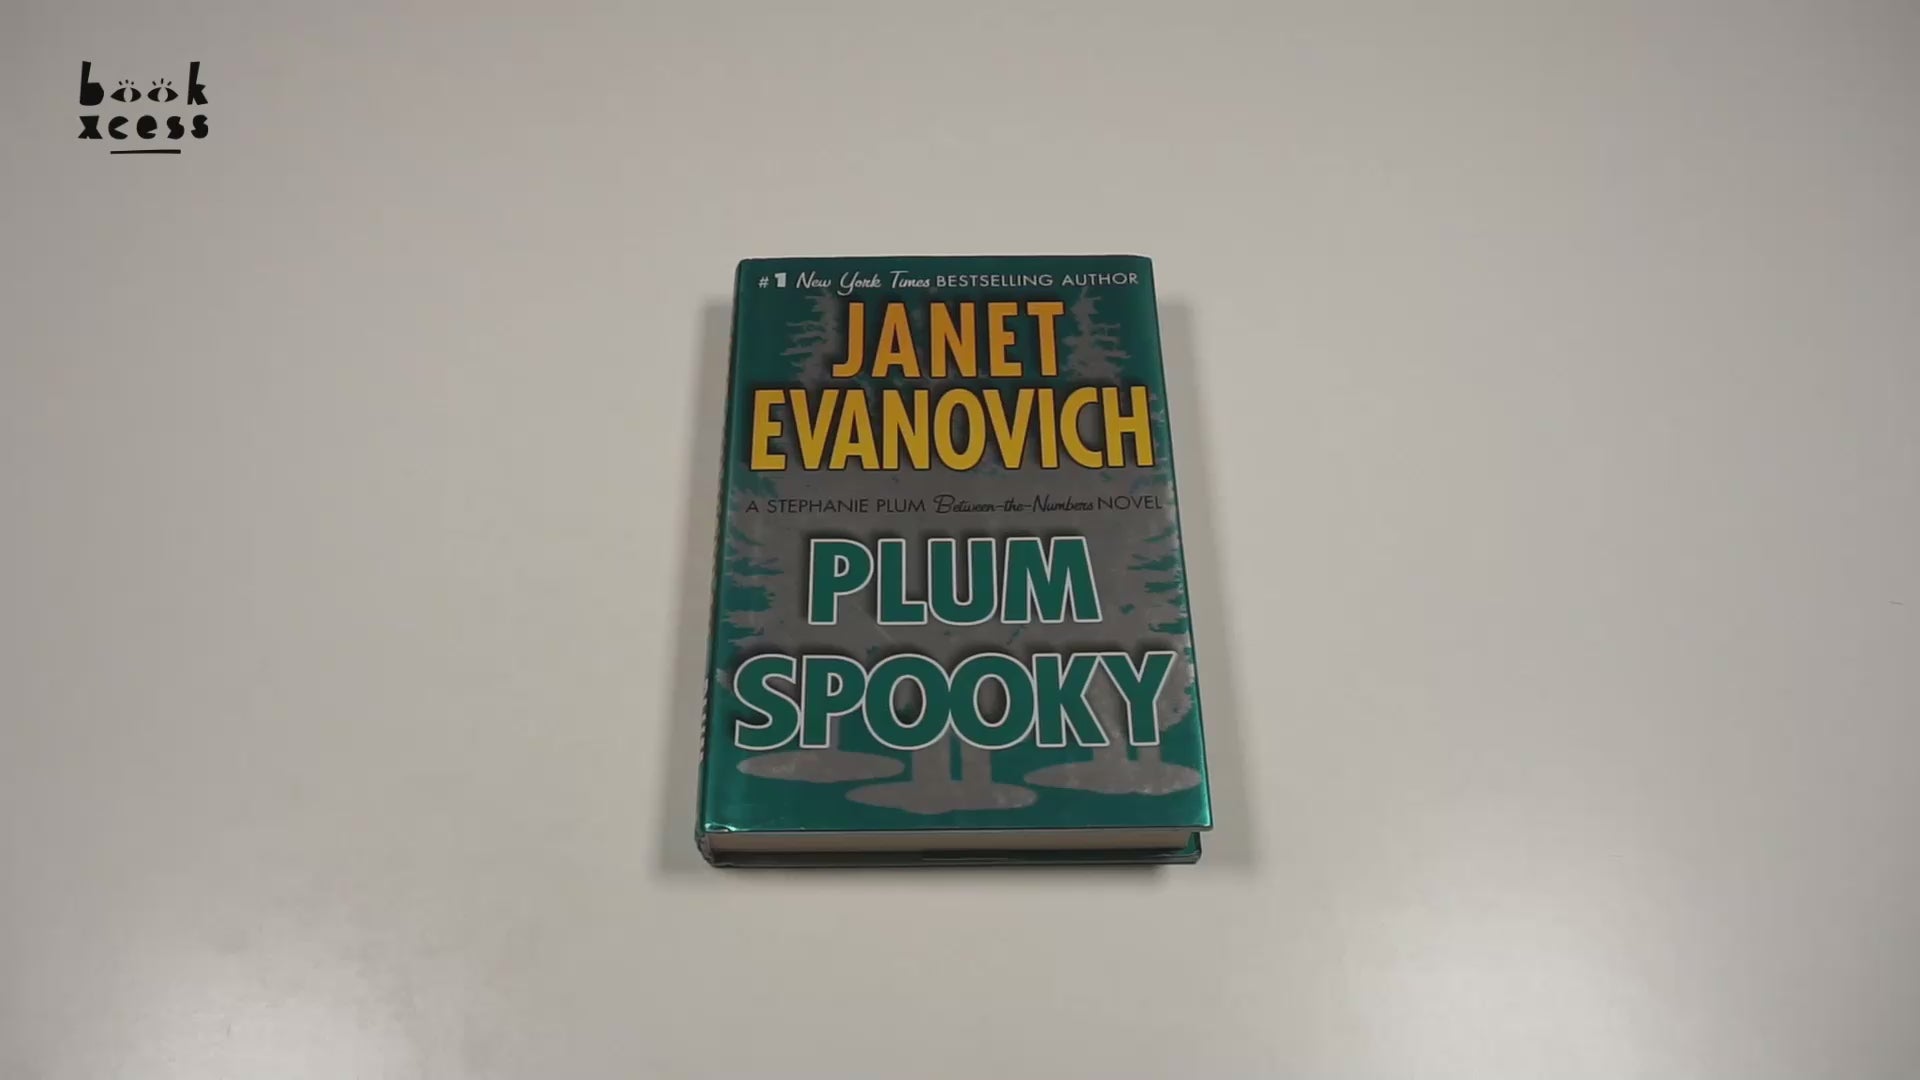 book
xcess
#1 New York Times BESTSELLING AUTHOR
JANET
EVANOVICH
A STEPHANIE PLUM Between-the-Numbers NOVEL
PLUM
SPOOKY